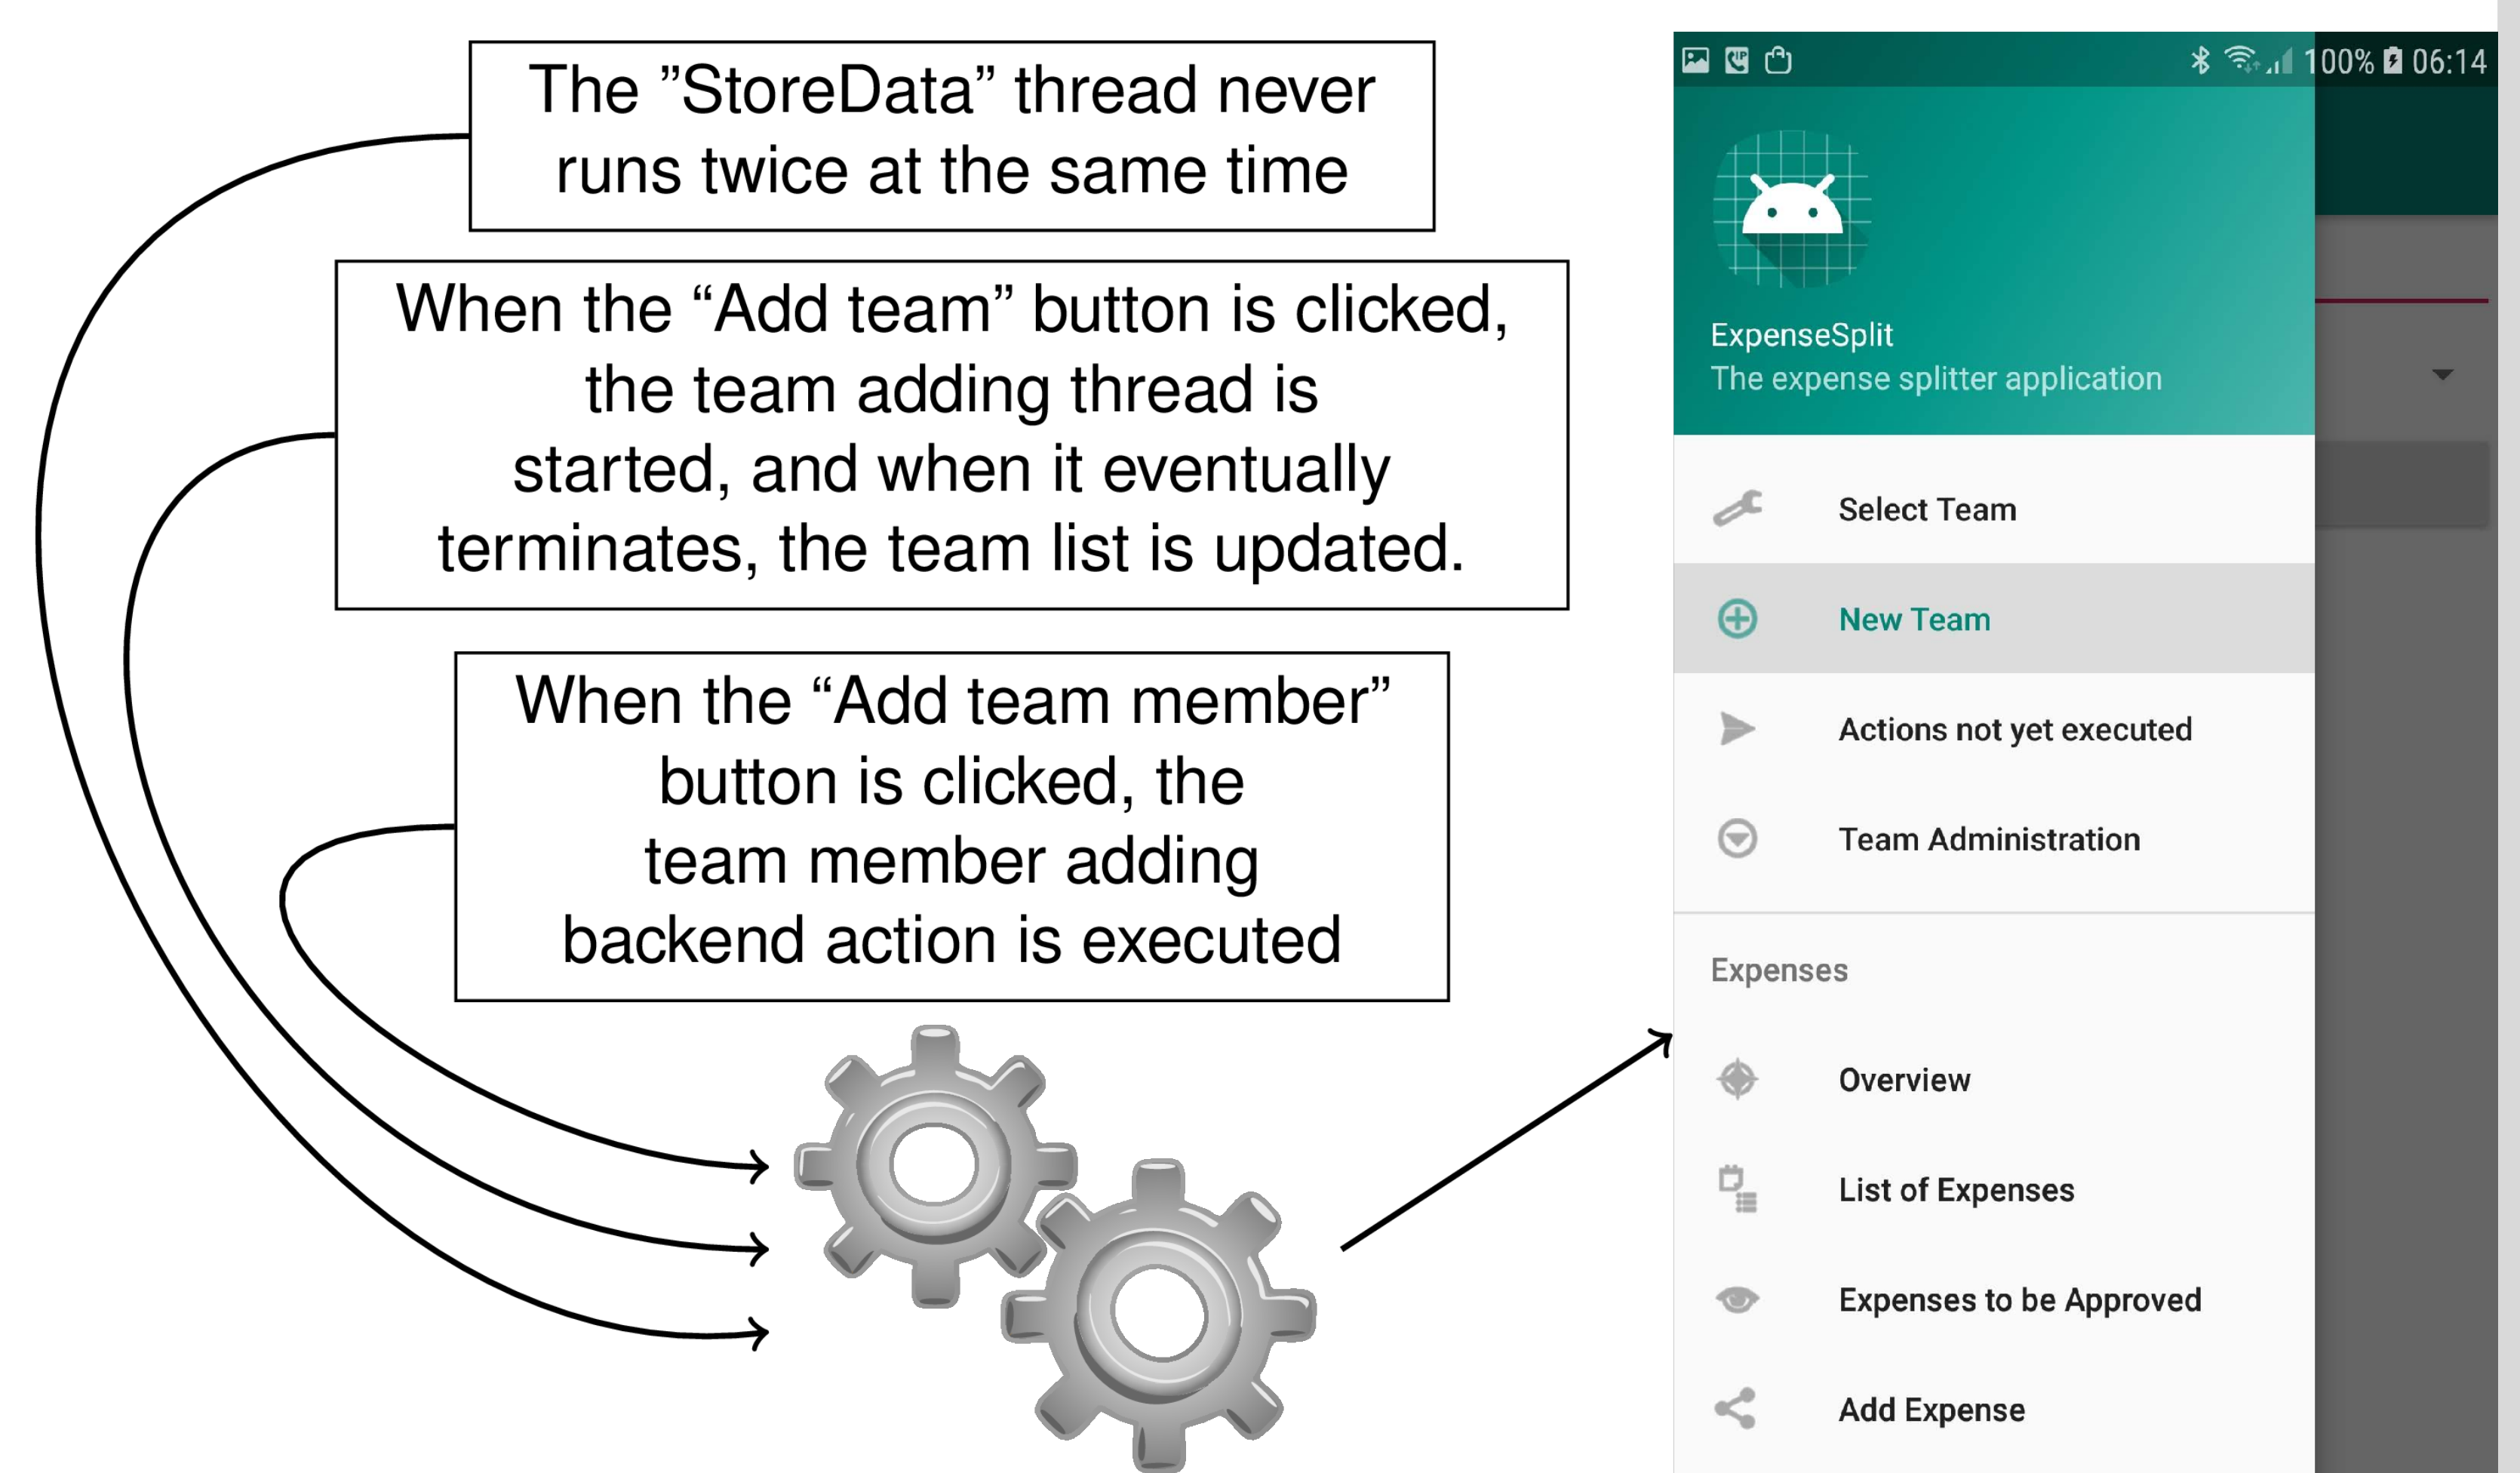 The ”StoreData” thread never
runs twice at the same time
When the “Add team” button is clicked,
the team adding thread is
started, and when it eventually
terminates, the team list is updated.
When the “Add team member”
button is clicked, the
team member adding
backend action is executed
100% 06:14
ExpenseSplit
The expense splitter application
Select Team
New Team
Actions not yet executed
Team Administration
Expenses
Overview
List of Expenses
Expenses to be Approved
Add Expense